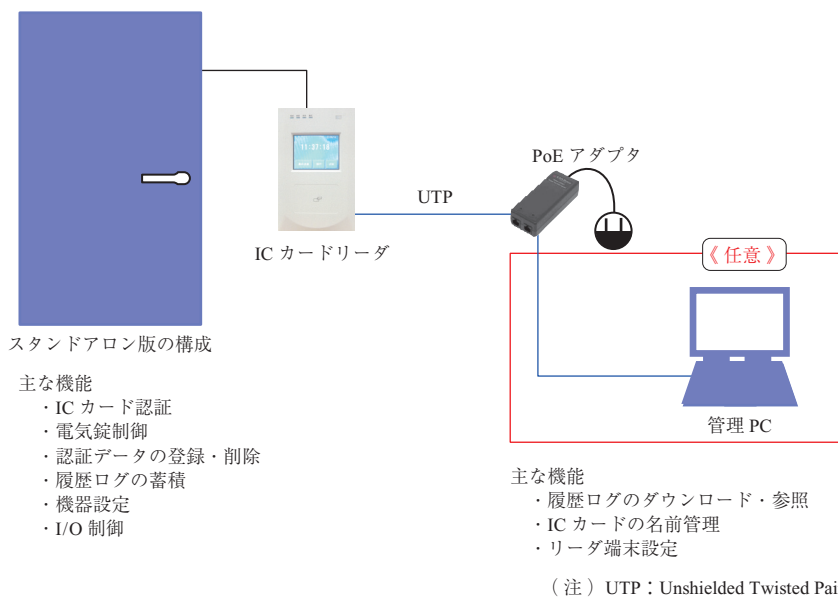 11:37:18
PoE アダプタ
UTP
IC カードリーダ
《 任意 》
スタンドアロン版の構成
管理 PC
主な機能
・IC カード認証
・電気錠制御
・認証データの登録・削除
・履歴ログの蓄積
・機器設定
・I/O 制御
主な機能
・履歴ログのダウンロード・参照
・IC カードの名前管理
・リーダ端末設定
（注）UTP：Unshielded Twisted Pai